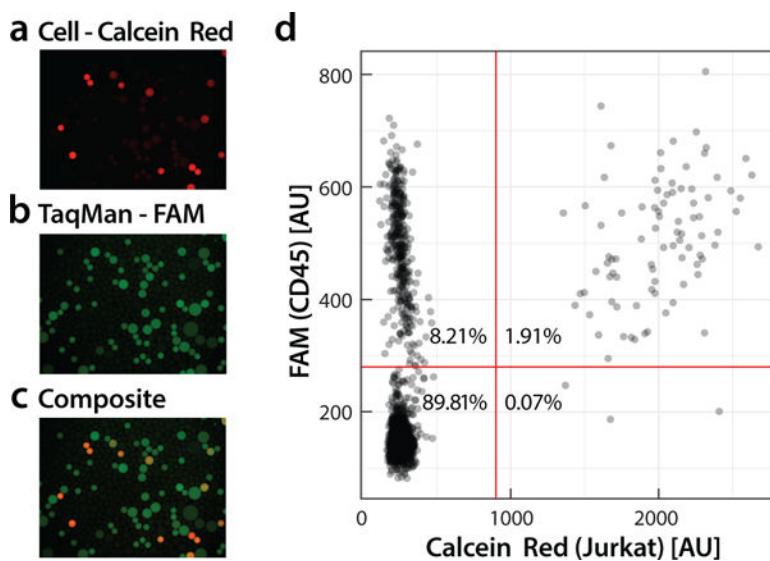 a Cell - Calcein Red
b TaqMan - FAM
c Composite
d
FAM (CD45) [AU]
800
600
400
200
8.21% 1.91%
89.81% 0.07%
0 1000 2000
Calcein Red (Jurkat) [AU]